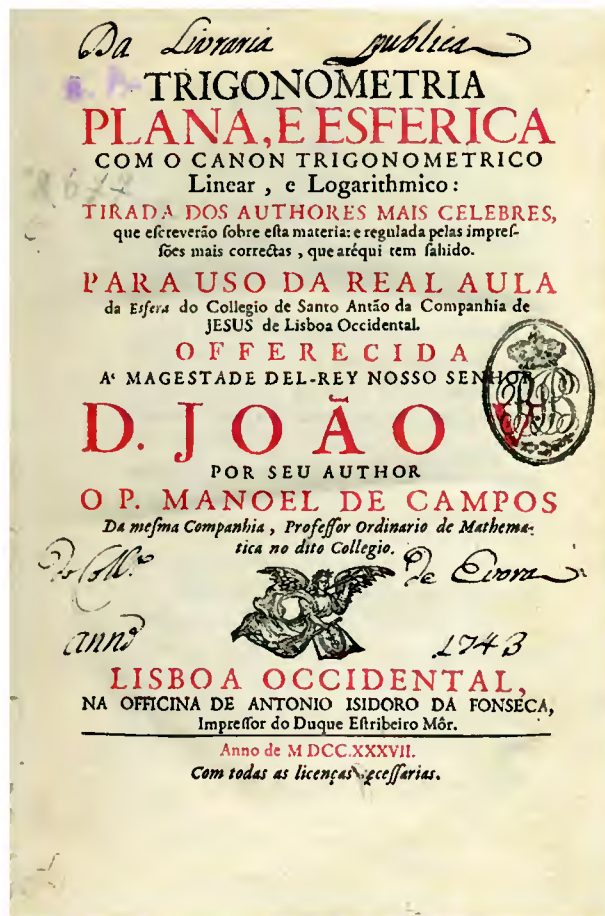 Da Livraria publica
TRIGONOMETRIA
PLANA, E ESFERICA
COM O CANON TRIGONOMETRICO
Linear, e Logarithmico:
TIRADA DOS AUTHORES MAIS CELEBRES,
que eſcreverão ſobre eſta materia: e regulada pelas impreſ-
ſões mais correctas, que atéqui tem ſahido.
PARA USO DA REAL AULA
da Esfera do Collegio de Santo Antão da Companhia de
JESUS de Lisboa Occidental.
OFFERECIDA
A' MAGESTADE DEL-REY NOSSO SENHOR
D. JOÃO V
POR SEU AUTHOR
O P. MANOEL DE CAMPOS
Da meſma Companhia, Profeſſor Ordinario de Mathema-
tica no dito Collegio.
Do Coll.º de Evora
anno 1743
LISBOA OCCIDENTAL,
NA OFFICINA DE ANTONIO ISIDORO DA FONSECA,
Impreſſor do Duque Eſtribeiro Môr.
Anno de M DCC.XXXVII.
Com todas as licenças neceſſarias.